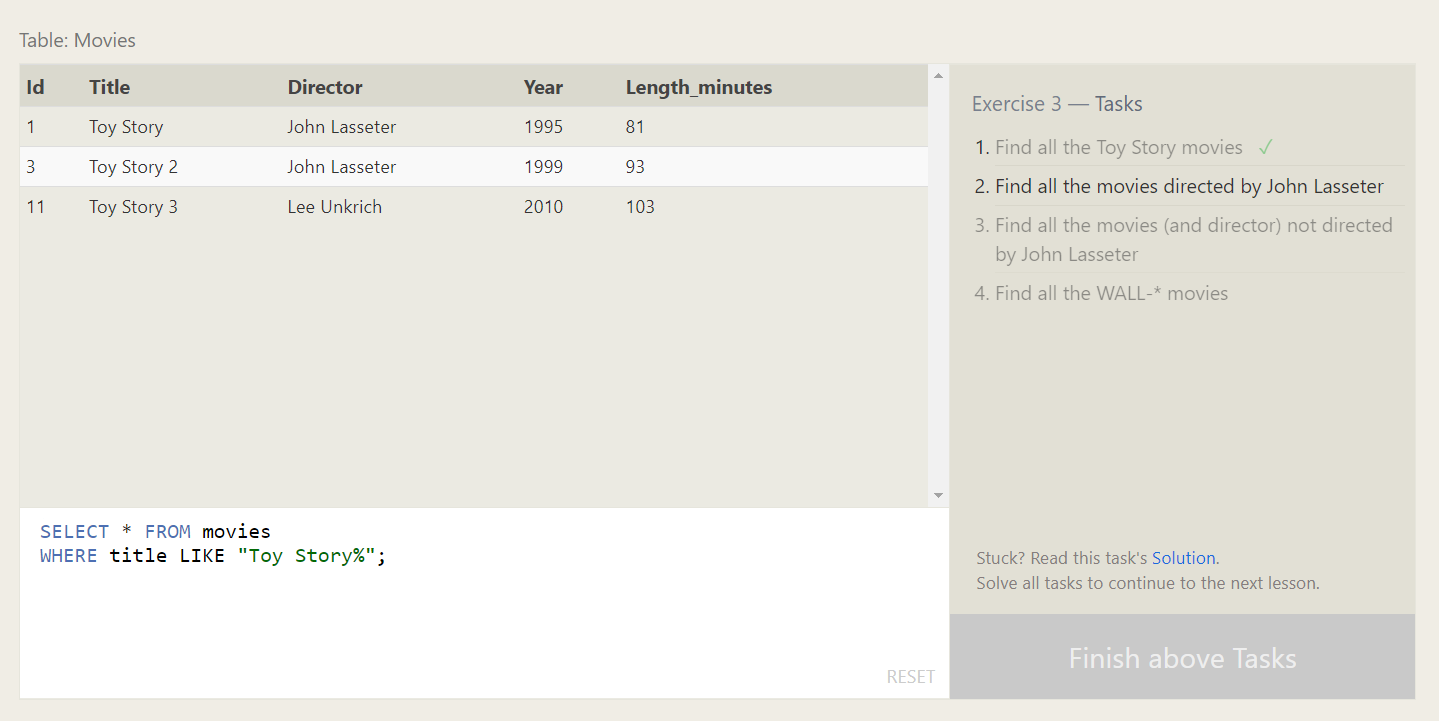 Table: Movies
Id Title Director Year Length_minutes
1 Toy Story John Lasseter 1995 81
3 Toy Story 2 John Lasseter 1999 93
11 Toy Story 3 Lee Unkrich 2010 103
SELECT * FROM movies
WHERE title LIKE "Toy Story%";
RESET
Exercise 3 — Tasks
1. Find all the Toy Story movies ✓
2. Find all the movies directed by John Lasseter
3. Find all the movies (and director) not directed
by John Lasseter
4. Find all the WALL-* movies
Stuck? Read this task's Solution.
Solve all tasks to continue to the next lesson.
Finish above Tasks